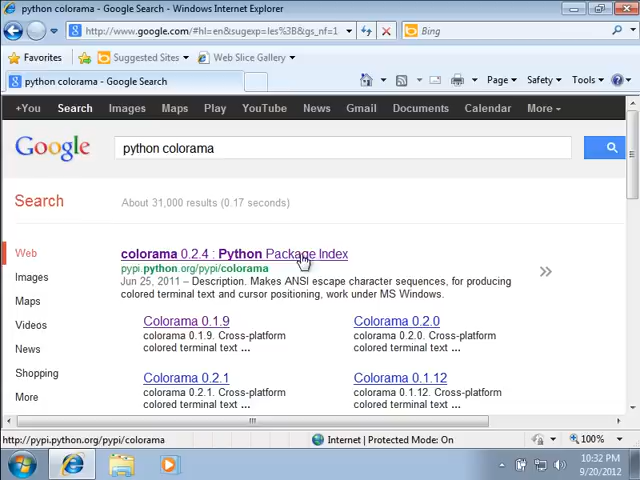 python colorama - Google Search - Windows Internet Explorer
http://www.google.com/#hl=en&sugexp=les%3B&gs_nf=1
Bing
Favorites Suggested Sites Web Slice Gallery
python colorama - Google Search
Page Safety Tools
+You Search Images Maps Play YouTube News Gmail Documents Calendar More
Google
python colorama
Search
About 31,000 results (0.17 seconds)
Web
Images
Maps
Videos
News
Shopping
More
colorama 0.2.4 : Python Package Index
pypi.python.org/pypi/colorama
Jun 25, 2011 – Description. Makes ANSI escape character sequences, for producing
colored terminal text and cursor positioning, work under MS Windows.
Colorama 0.1.9
colorama 0.1.9. Cross-platform
colored terminal text ...
Colorama 0.2.0
colorama 0.2.0. Cross-platform
colored terminal text ...
Colorama 0.2.1
colorama 0.2.1. Cross-platform
colored terminal text ...
Colorama 0.1.12
colorama 0.1.12. Cross-platform
colored terminal text ...
http://pypi.python.org/pypi/colorama
Internet | Protected Mode: On
100%
10:32 PM
9/20/2012